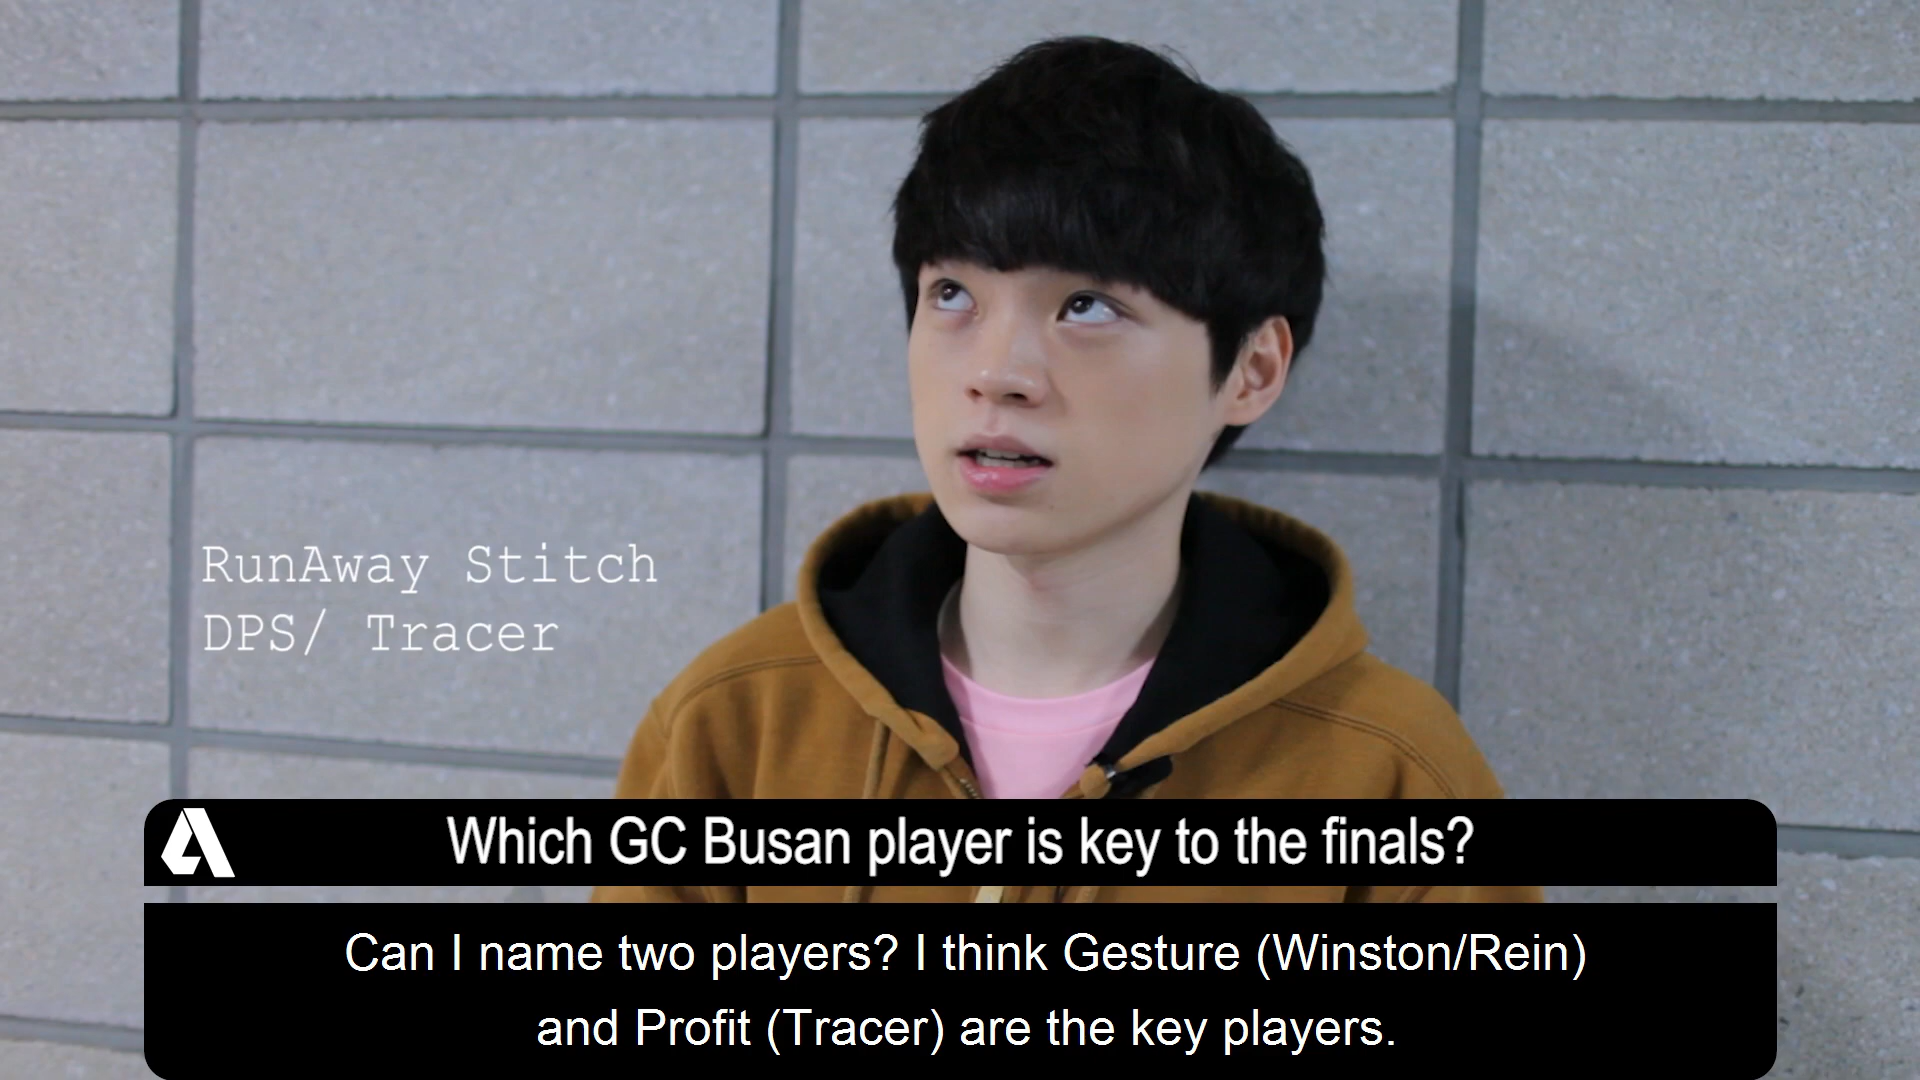 RunAway Stitch
DPS/ Tracer
Which GC Busan player is key to the finals?
Can I name two players? I think Gesture (Winston/Rein)
and Profit (Tracer) are the key players.